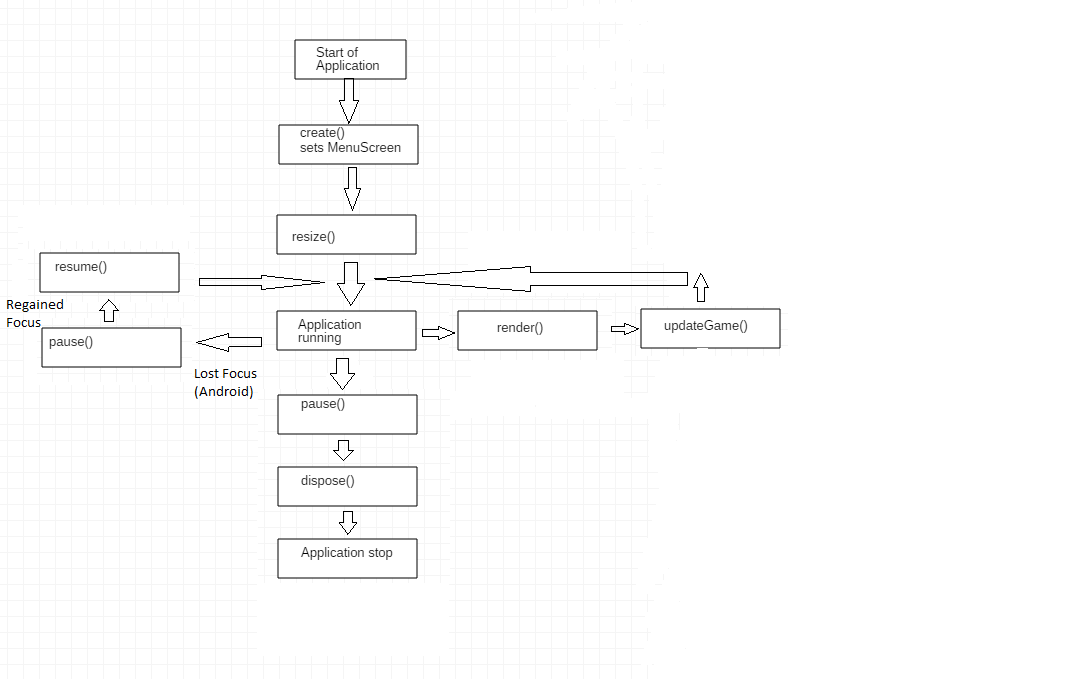 Start of
Application
create()
sets MenuScreen
resize()
resume()
Regained
Focus
pause()
Lost Focus
(Android)
Application
running
render()
updateGame()
pause()
dispose()
Application stop